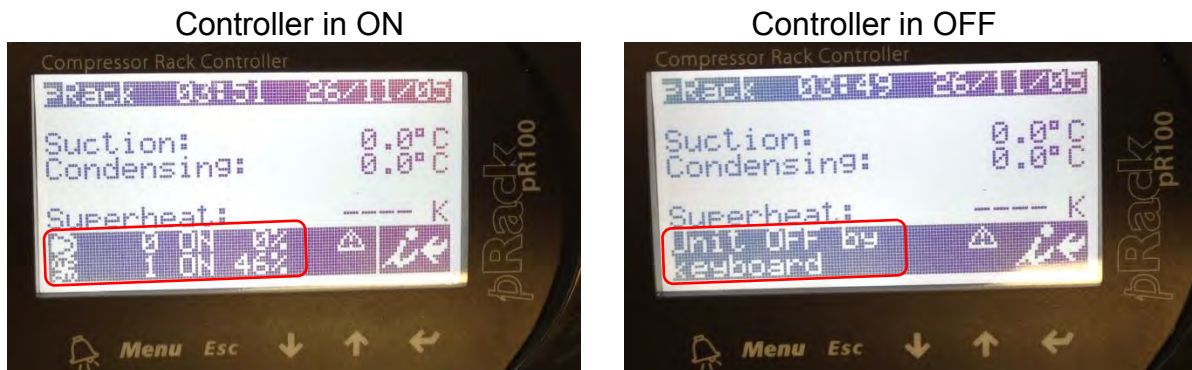 Controller in ON
Compressor Rack Controller
Rack 03:51 26/11/05
Suction: 0.0°C
Condensing: 0.0°C
Superheat: ---- K
0 ON 0%
1 ON 46%
Menu Esc
pRack
pR100
Controller in OFF
Compressor Rack Controller
Rack 03:49 26/11/05
Suction: 0.0°C
Condensing: 0.0°C
Superheat: ---- K
Unit OFF by
keyboard
Menu Esc
pRack
pR100